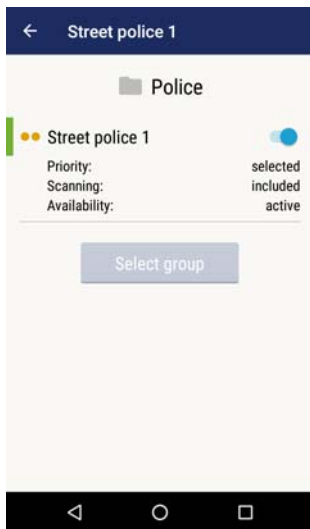 Street police 1
Police
Street police 1
Priority: selected
Scanning: included
Availability: active
Select group